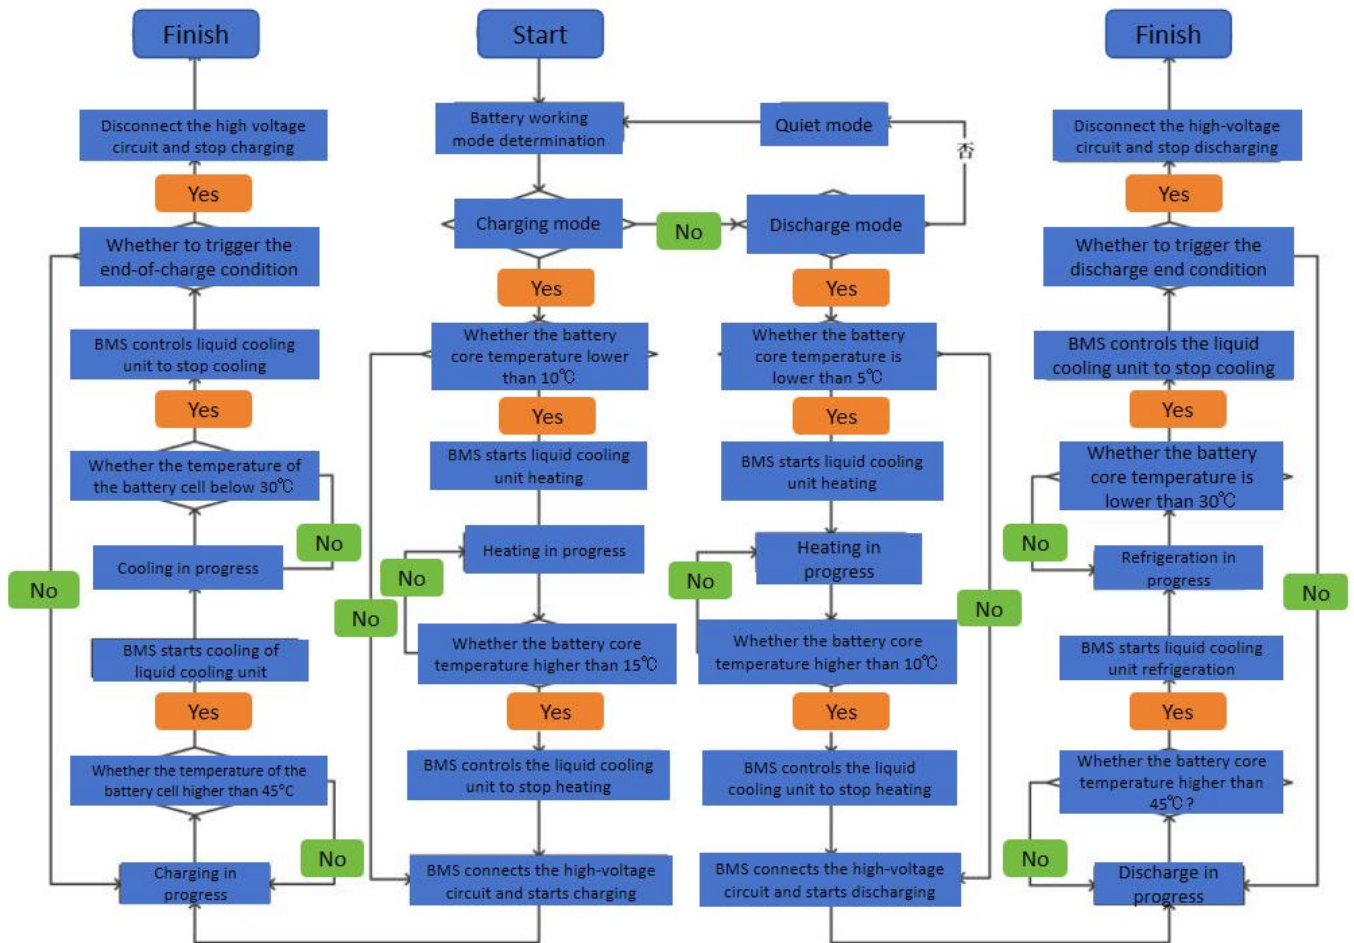 Finish
Disconnect the high voltage
circuit and stop charging
Yes
Whether to trigger the
end-of-charge condition
BMS controls liquid cooling
unit to stop cooling
Yes
Whether the temperature of
the battery cell below 30℃
No
Cooling in progress
No
BMS starts cooling of
liquid cooling unit
Yes
Whether the temperature of the
battery cell higher than 45°C
No
Charging in
progress
Start
Battery working
mode determination
Quiet mode
否
Charging mode
No
Discharge mode
Yes
Whether the battery
core temperature lower
than 10℃
Yes
BMS starts liquid cooling
unit heating
Heating in progress
No
No
Whether the battery core
temperature higher than 15℃
Yes
BMS controls the liquid cooling
unit to stop heating
BMS connects the high-voltage
circuit and starts charging
Yes
Whether the battery
core temperature is
lower than 5℃
Yes
BMS starts liquid cooling
unit heating
Heating in
progress
No
No
Whether the battery core
temperature higher than 10℃
Yes
BMS controls the liquid
cooling unit to stop heating
BMS connects the high-voltage
circuit and starts discharging
Finish
Disconnect the high-voltage
circuit and stop discharging
Yes
Whether to trigger the
discharge end condition
BMS controls the liquid
cooling unit to stop cooling
Yes
Whether the battery
core temperature is
lower than 30℃
No
Refrigeration in
progress
No
BMS starts liquid cooling
unit refrigeration
Yes
Whether the battery core
temperature higher than
45℃?
No
Discharge in
progress